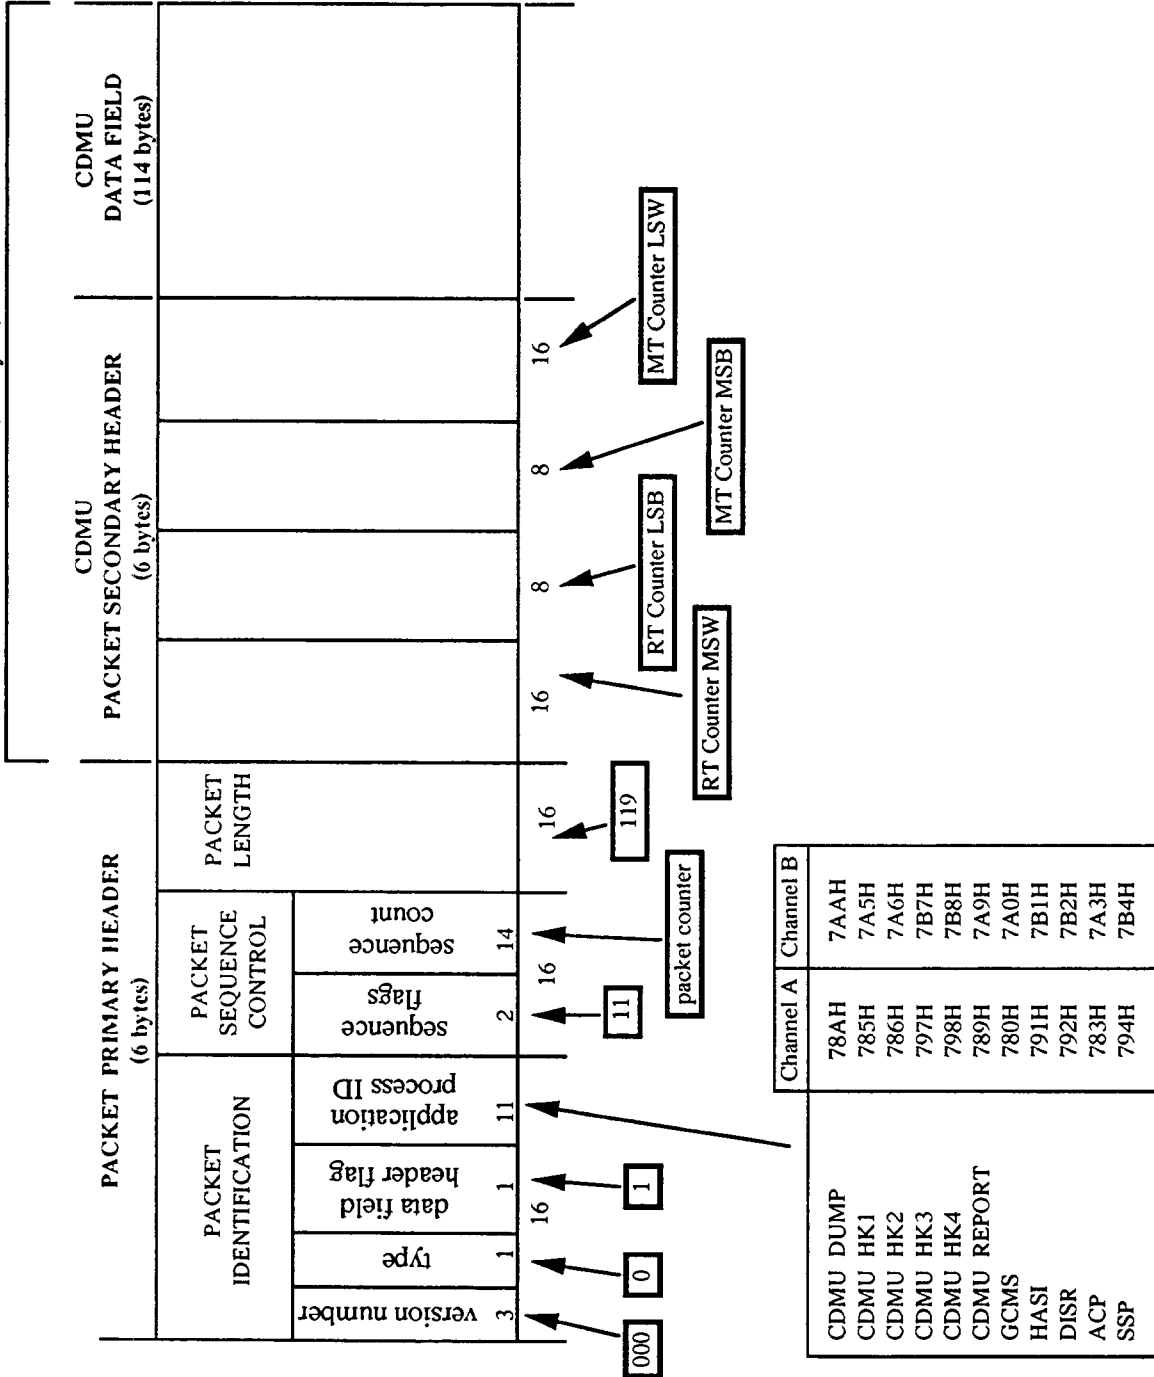 PACKET PRIMARY HEADER
(6 bytes)
CDMU
PACKET SECONDARY HEADER
(6 bytes)
CDMU
DATA FIELD
(114 bytes)
PACKET
IDENTIFICATION
PACKET
SEQUENCE
CONTROL
PACKET
LENGTH
version number
type
data field
header flag
application
process ID
sequence
flags
sequence
count
3
1
1
11
2
14
16
16
16
16
8
8
16
000
0
1
11
packet counter
119
RT Counter MSW
RT Counter LSB
MT Counter MSB
MT Counter LSW
Channel A Channel B
CDMU DUMP 78AH 7AAH
CDMU HK1 785H 7A5H
CDMU HK2 786H 7A6H
CDMU HK3 797H 7B7H
CDMU HK4 798H 7B8H
CDMU REPORT 789H 7A9H
GCMS 780H 7A0H
HASI 791H 7B1H
DISR 792H 7B2H
ACP 783H 7A3H
SSP 794H 7B4H